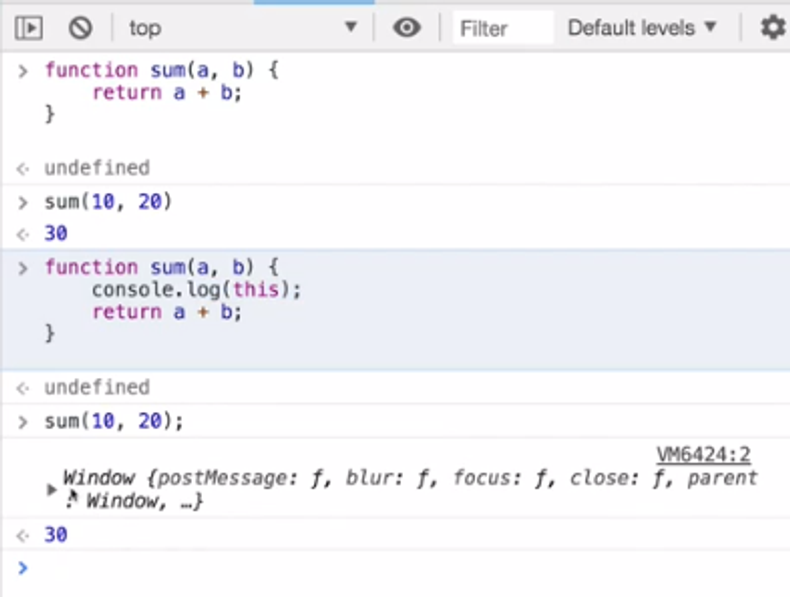 top Filter Default levels
function sum(a, b) {
return a + b;
}
undefined
sum(10, 20)
30
function sum(a, b) {
console.log(this);
return a + b;
}
undefined
sum(10, 20);
VM6424:2
Window {postMessage: ƒ, blur: ƒ, focus: ƒ, close: ƒ, parent
: Window, …}
30